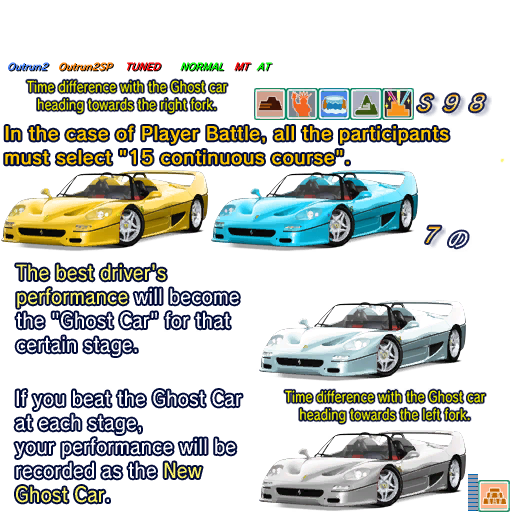 Outrun2 Outrun2SP TUNED NORMAL MT AT
Time difference with the Ghost car
heading towards the right fork.
S 9 8
In the case of Player Battle, all the participants
must select "15 continuous course".
7 の
The best driver's
performance will become
the "Ghost Car" for that
certain stage.
If you beat the Ghost Car
at each stage,
your performance will be
recorded as the New
Ghost Car.
Time difference with the Ghost car
heading towards the left fork.